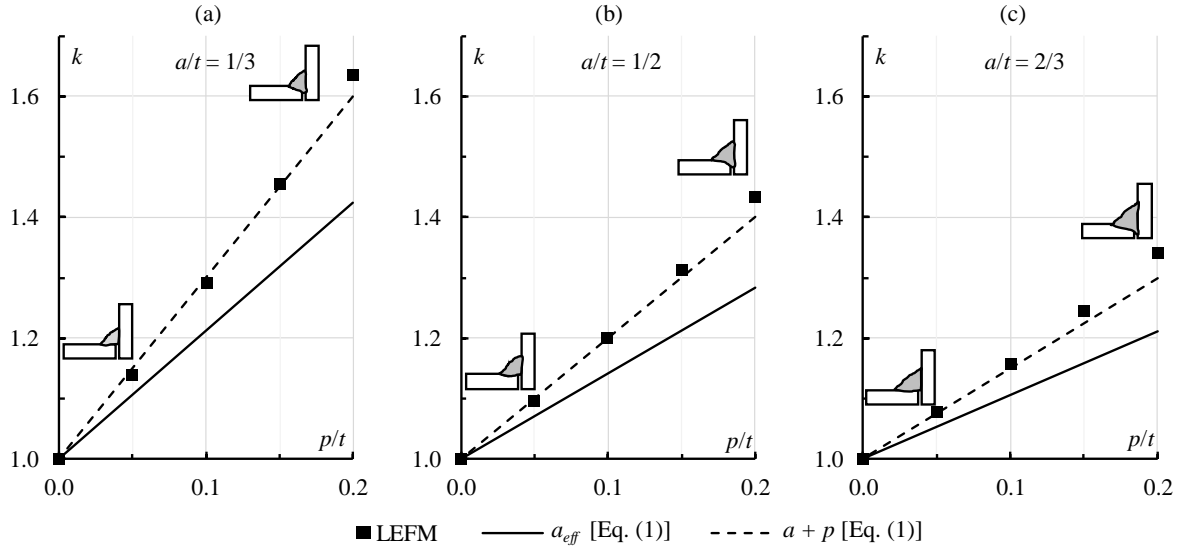 (a) (b) (c)
k a/t = 1/3 k a/t = 1/2 k a/t = 2/3
1.6 1.6 1.6
1.4 1.4 1.4
1.2 1.2 1.2
p/t p/t p/t
1.0 1.0 1.0
0.0 0.1 0.2 0.0 0.1 0.2 0.0 0.1 0.2
LEFM a_eff [Eq. (1)] a + p [Eq. (1)]